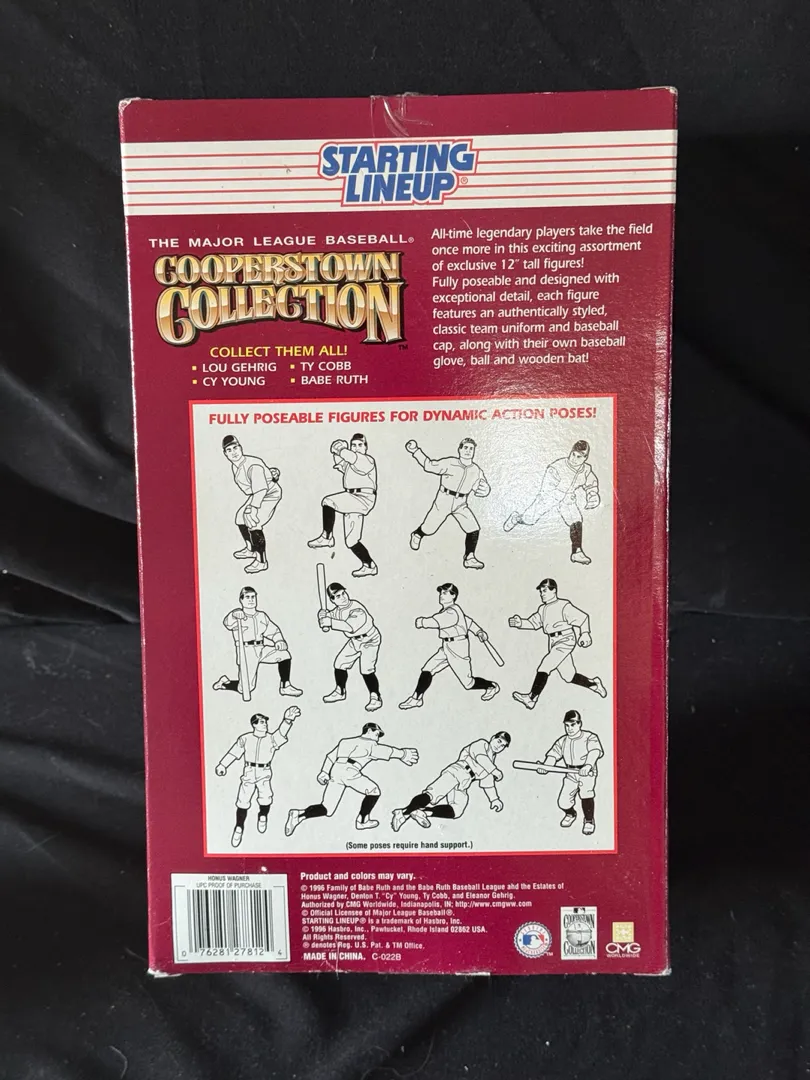 STARTING
LINEUP®
THE MAJOR LEAGUE BASEBALL®
COOPERSTOWN
COLLECTION™
COLLECT THEM ALL!
▪ LOU GEHRIG ▪ TY COBB
▪ CY YOUNG ▪ BABE RUTH
All-time legendary players take the field
once more in this exciting assortment
of exclusive 12" tall figures!
Fully poseable and designed with
exceptional detail, each figure
features an authentically styled,
classic team uniform and baseball
cap, along with their own baseball
glove, ball and wooden bat!
FULLY POSEABLE FIGURES FOR DYNAMIC ACTION POSES!
(Some poses require hand support.)
HONUS WAGNER
UPC PROOF OF PURCHASE
0 76281 27812 4
Product and colors may vary.
© 1996 Family of Babe Ruth and the Babe Ruth Baseball League ahd the Estates of
Honus Wagner, Denton T. "Cy" Young, Ty Cobb, and Eleanor Gehrig.
Authorized by CMG Worldwide, Indianapolis, IN; http://www.cmgww.com
© Official Licensee of Major League Baseball®.
STARTING LINEUP® is a trademark of Hasbro, Inc.
© 1996 Hasbro, Inc., Pawtucket, Rhode Island 02862 USA.
All Rights Reserved.
® denotes Reg. U.S. Pat. & TM Office.
MADE IN CHINA. C-022B
TM
COOPERSTOWN
COLLECTION
CMG
WORLDWIDE